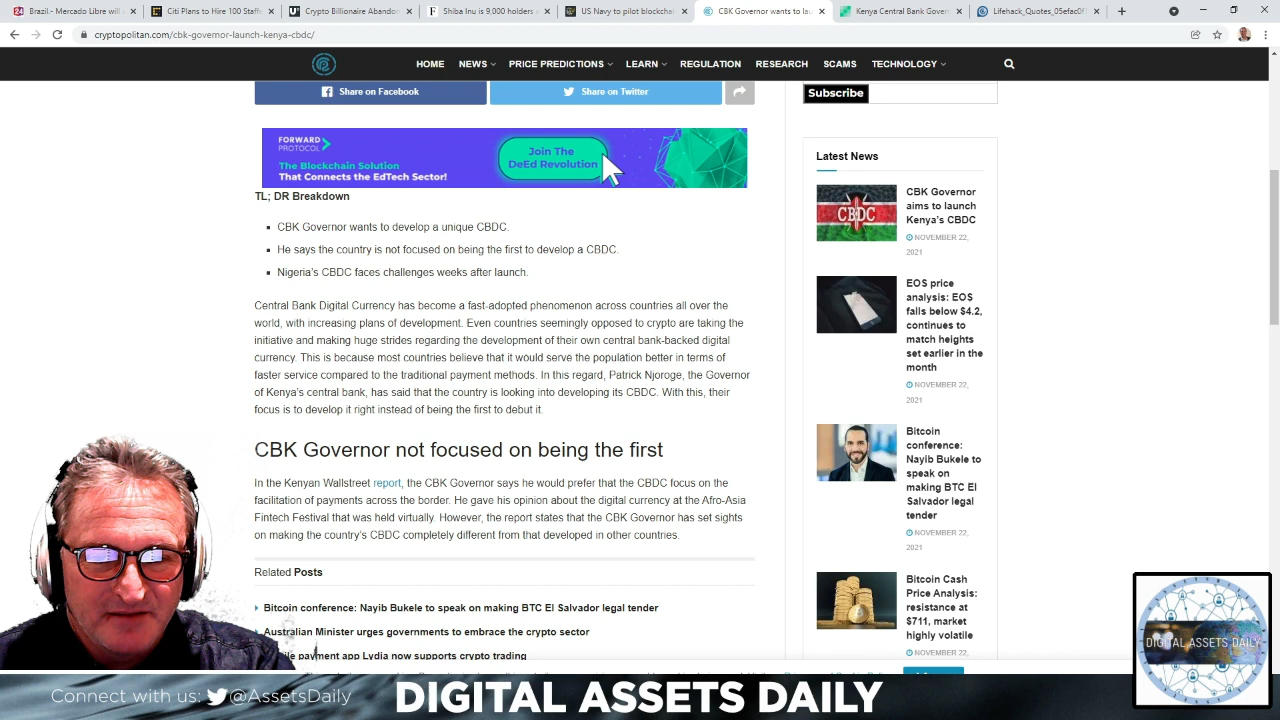 Brazil.- Mercado Libre will a
Citi Plans to Hire 100 Staffe
Crypto Billionaire Abandon
Shiba Inu is 9,000 holders a
US Navy to pilot blockchain
CBK Governor wants to lau
Kenya Central Bank Govern
Lifehack_Quotes_05efac0f1
cryptopolitan.com/cbk-governor-launch-kenya-cbdc/
HOME NEWS PRICE PREDICTIONS LEARN REGULATION RESEARCH SCAMS TECHNOLOGY
Share on Facebook
Share on Twitter
FORWARD
PROTOCOL
The Blockchain Solution
That Connects the EdTech Sector!
Join The
DeEd Revolution
TL; DR Breakdown
CBK Governor wants to develop a unique CBDC.
He says the country is not focused on being the first to develop a CBDC.
Nigeria's CBDC faces challenges weeks after launch.
Central Bank Digital Currency has become a fast-adopted phenomenon across countries all over the
world, with increasing plans of development. Even countries seemingly opposed to crypto are taking the
initiative and making huge strides regarding the development of their own central bank-backed digital
currency. This is because most countries believe that it would serve the population better in terms of
faster service compared to the traditional payment methods. In this regard, Patrick Njoroge, the Governor
of Kenya's central bank, has said that the country is looking into developing its CBDC. With this, their
focus is to develop it right instead of being the first to debut it.
CBK Governor not focused on being the first
In the Kenyan Wallstreet report, the CBK Governor says he would prefer that the CBDC focus on the
facilitation of payments across the border. He gave his opinion about the digital currency at the Afro-Asia
Fintech Festival that was held virtually. However, the report states that the CBK Governor has set sights
on making the country's CBDC completely different from that developed in other countries.
Related Posts
Bitcoin conference: Nayib Bukele to speak on making BTC El Salvador legal tender
Australian Minister urges governments to embrace the crypto sector
payment app Lydia now supports crypto trading
Subscribe
Latest News
CBDC
CBK Governor
aims to launch
Kenya's CBDC
NOVEMBER 22,
2021
EOS price
analysis: EOS
falls below $4.2,
continues to
match heights
set earlier in the
month
NOVEMBER 22,
2021
Bitcoin
conference:
Nayib Bukele to
speak on
making BTC El
Salvador legal
tender
NOVEMBER 22,
2021
Bitcoin Cash
Price Analysis:
resistance at
$711, market
highly volatile
NOVEMBER 22,
DIGITAL ASSETS DAILY
Connect with us: @AssetsDaily
DIGITAL ASSETS DAILY